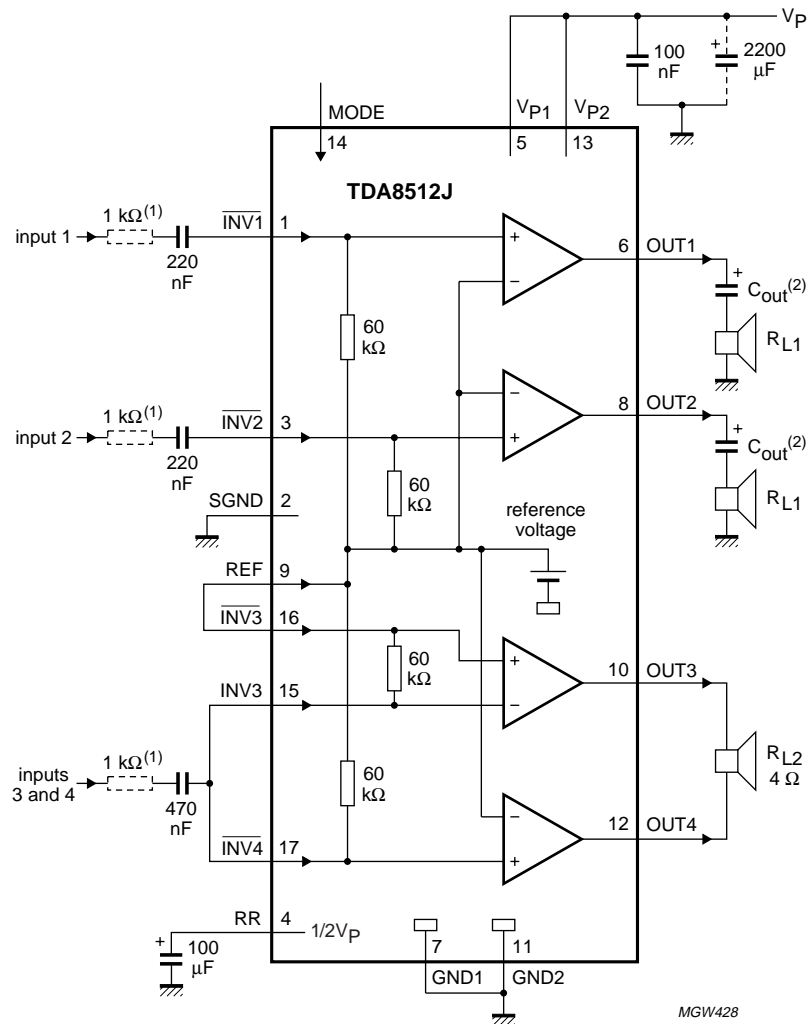 V_P
100 nF
+ 2200 μF
MODE
14
V_P1
5
V_P2
13
TDA8512J
input 1
1 kΩ(1)
220 nF
INV1
1
+
−
6
OUT1
+
C_out(2)
R_L1
60 kΩ
input 2
1 kΩ(1)
220 nF
INV2
3
−
+
8
OUT2
+
C_out(2)
R_L1
60 kΩ
SGND
2
reference voltage
REF
9
INV3
16
60 kΩ
+
−
10
OUT3
INV3
15
inputs 3 and 4
1 kΩ(1)
470 nF
60 kΩ
R_L2
4 Ω
INV4
17
−
+
12
OUT4
RR
4
1/2V_P
+
100 μF
7
GND1
11
GND2
MGW428